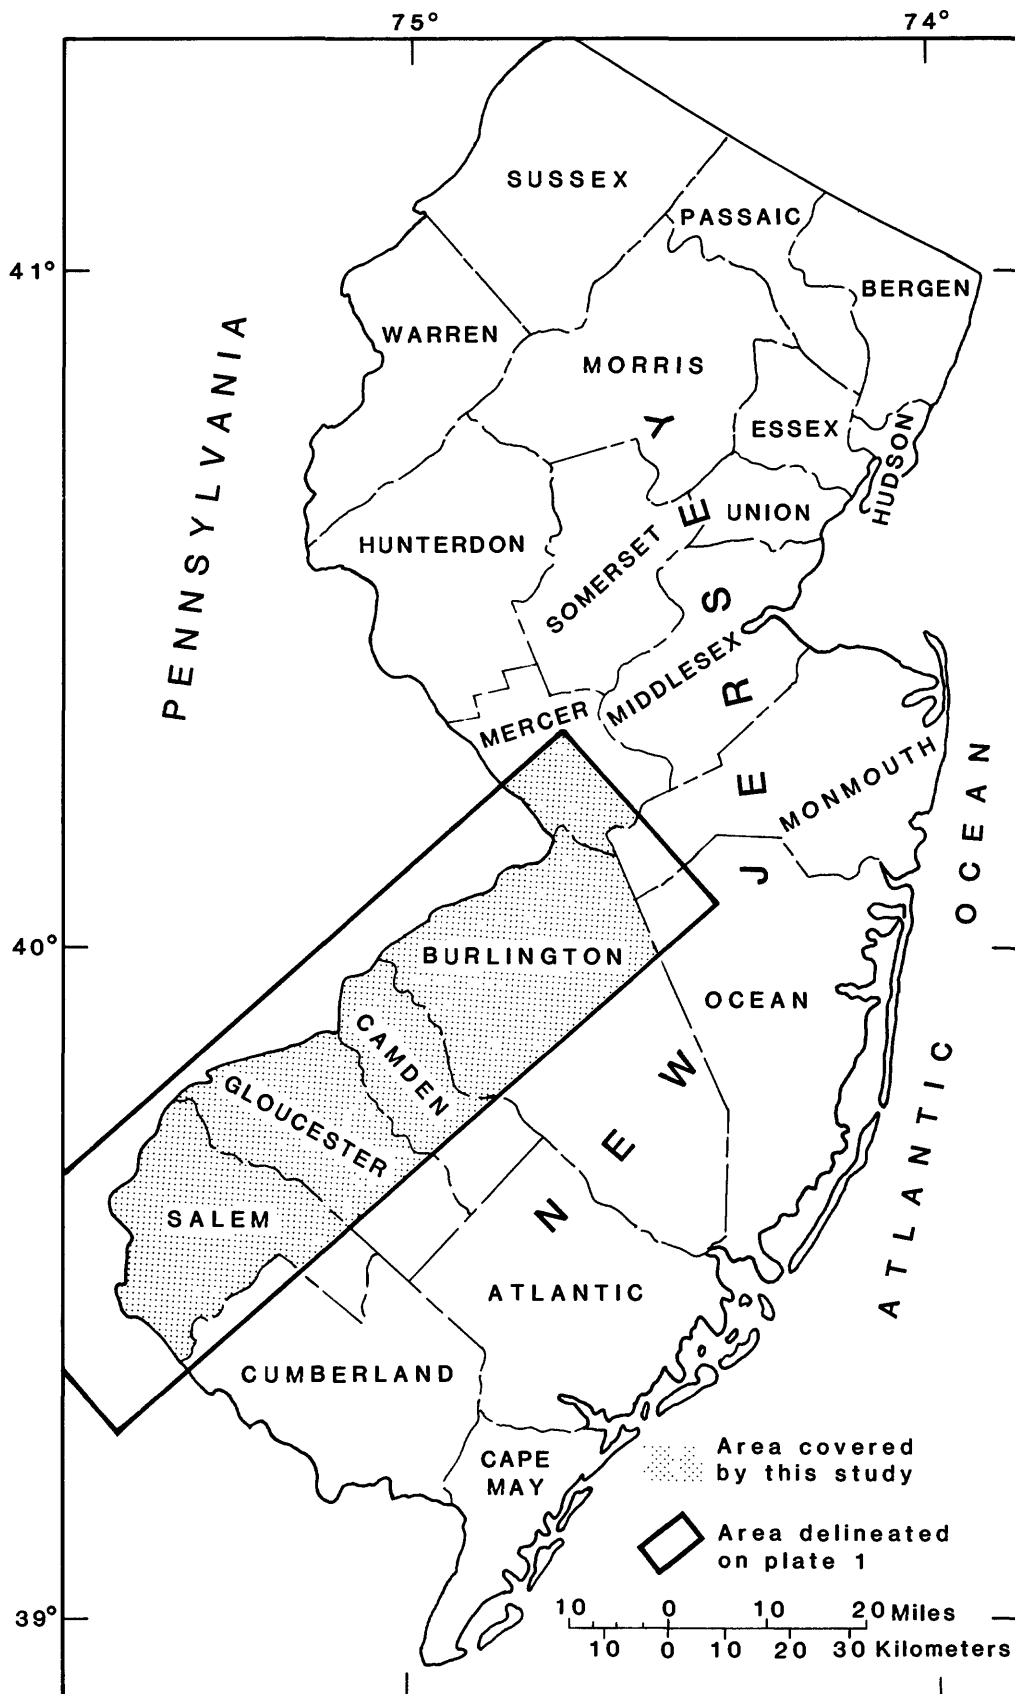 75° 74°
SUSSEX
PASSAIC
41°
BERGEN
WARREN
MORRIS
PENNSYLVANIA
ESSEX
HUDSON
UNION
HUNTERDON
SOMERSET
MIDDLESEX
MERCER
MONMOUTH
NEW JERSEY
ATLANTIC OCEAN
40°
BURLINGTON
OCEAN
CAMDEN
GLOUCESTER
SALEM
ATLANTIC
CUMBERLAND
CAPE
MAY
Area covered
by this study
Area delineated
on plate 1
39°
10 0 10 20 Miles
10 0 10 20 30 Kilometers